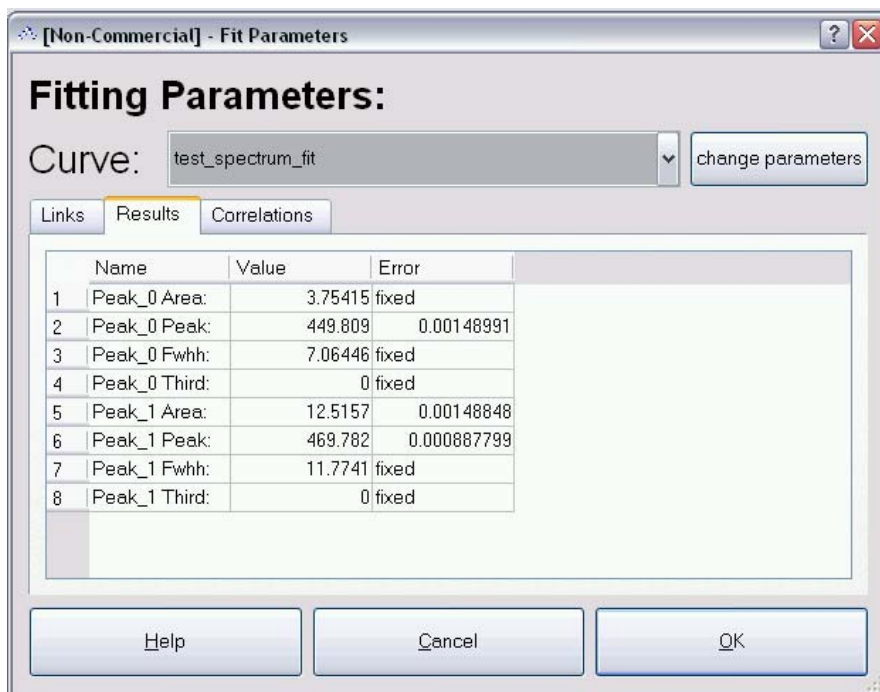 [Non-Commercial] - Fit Parameters
Fitting Parameters:
Curve: test_spectrum_fit change parameters
Links Results Correlations
Name Value Error
1 Peak_0 Area: 3.75415 fixed
2 Peak_0 Peak: 449.809 0.00148991
3 Peak_0 Fwhh: 7.06446 fixed
4 Peak_0 Third: 0 fixed
5 Peak_1 Area: 12.5157 0.00148848
6 Peak_1 Peak: 469.782 0.000887799
7 Peak_1 Fwhh: 11.7741 fixed
8 Peak_1 Third: 0 fixed
Help Cancel OK